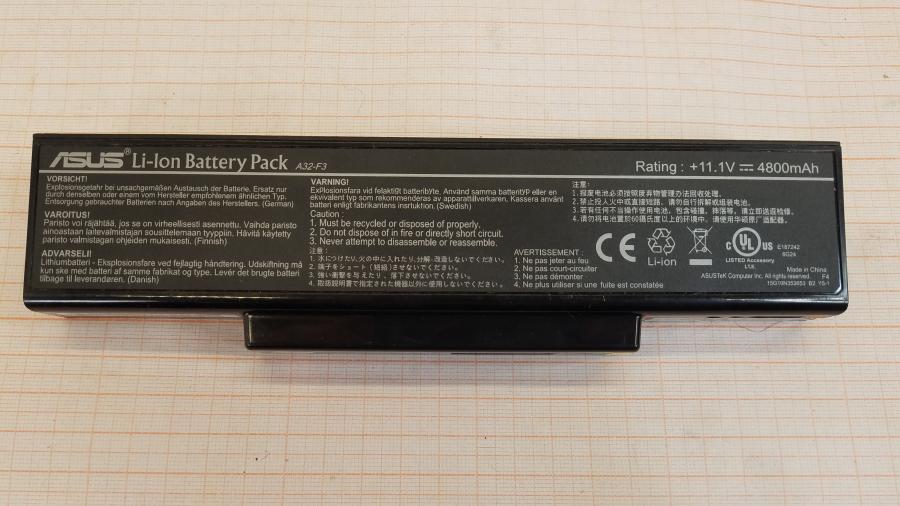 ASUS® Li-Ion Battery Pack A32-F3
Rating : +11.1V ⎓ 4800mAh
VORSICHT!
Explosionsgefahr bei unsachgemäßen Austausch der Batterie. Ersatz nur
durch denselben oder einem vom Hersteller empfohlenen ähnlichen Typ.
Entsorgung gebrauchter Batterien nach Angaben des Herstellers. (German)
VAROITUS!
Paristo voi räjähtää, jos se on virheellisesti asennettu. Vaihda paristo
ainoastaan laitevalmistajan sousittelemaan tyyppiin. Hävitä käytetty
paristo valmistagan ohjeiden mukaisesti. (Finnish)
ADVARSELI!
Lithiumbatteri - Eksplosionsfare ved fejlagtig håndtering. Udskiftning må
kun ske med batteri af samme fabrikat og type. Levér det brugte batteri
tilbage til leverandøren. (Danish)
VARNING!
Explosionsfara vid felaktigt batteribyte. Använd samma batterityp eller en
ekvivalent typ som rekommenderas av apparattillverkaren. Kassera använt
batteri enligt fabrikantens insrtuktion. (Swedish)
Caution :
1. Must be recycled or disposed of properly.
2. Do not dispose of in fire or directly short circuit.
3. Never attempt to disassemble or reassemble.
注意:
1. 水につけたり,火の中に入れたり,分解·改造しないでください。
2. 端子をショート(短絡)させないでください。
3. 強い衝撃を与えたり、落下させないでください。
4. 取扱説明書で指定された機器以外に使用しないでください。
AVERTISSEMENT :
1. Ne pas jeter au feu
2. Ne pas court-circuiter
3. Ne pas démonter
4. Ne plus utiliser si une fuite est constatée
注意:
1.报废电池必须按照废弃物管理办法回收处理。
2.禁止投入火中或直接短路，请勿自行拆解或组装电池。
3.若有任何不当操作使用电池，包含碰撞，摔落等，请立即送返检修。
4.请勿将电池置放在60摄氏度以上的环境中，请使用华硕原厂适配器。
CE
Li-ion
c UL us
LISTED Accessory
I.T.E.
E187242
6G24
Made in China
ASUSTeK Computer Inc. All rights reserved. F4
15G10N353653 B2 YS-1